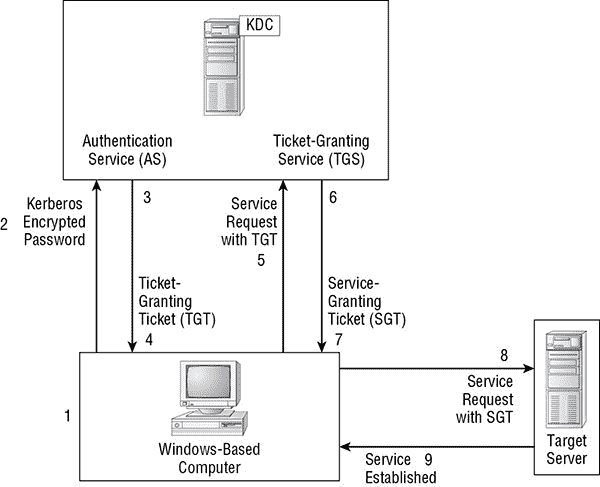 KDC
Authentication
Service (AS)
Ticket-Granting
Service (TGS)
2
Kerberos
Encrypted
Password
3
Service
Request
with TGT
5
6
Ticket-
Granting
Ticket (TGT)
4
Service-
Granting
Ticket (SGT)
7
1
Windows-Based
Computer
8
Service
Request
with SGT
Service 9
Established
Target
Server